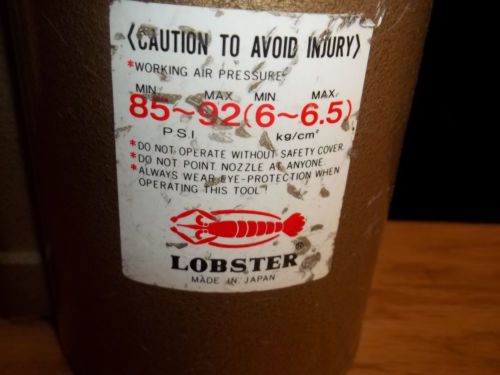 〈CAUTION TO AVOID INJURY〉
*WORKING AIR PRESSURE:
MIN. MAX. MIN. MAX.
85~92(6~6.5)
P.S.I. kg/cm²
*DO NOT OPERATE WITHOUT SAFETY COVER.
*DO NOT POINT NOZZLE AT ANYONE.
*ALWAYS WEAR EYE-PROTECTION WHEN
OPERATING THIS TOOL
LOBSTER®
MADE IN JAPAN